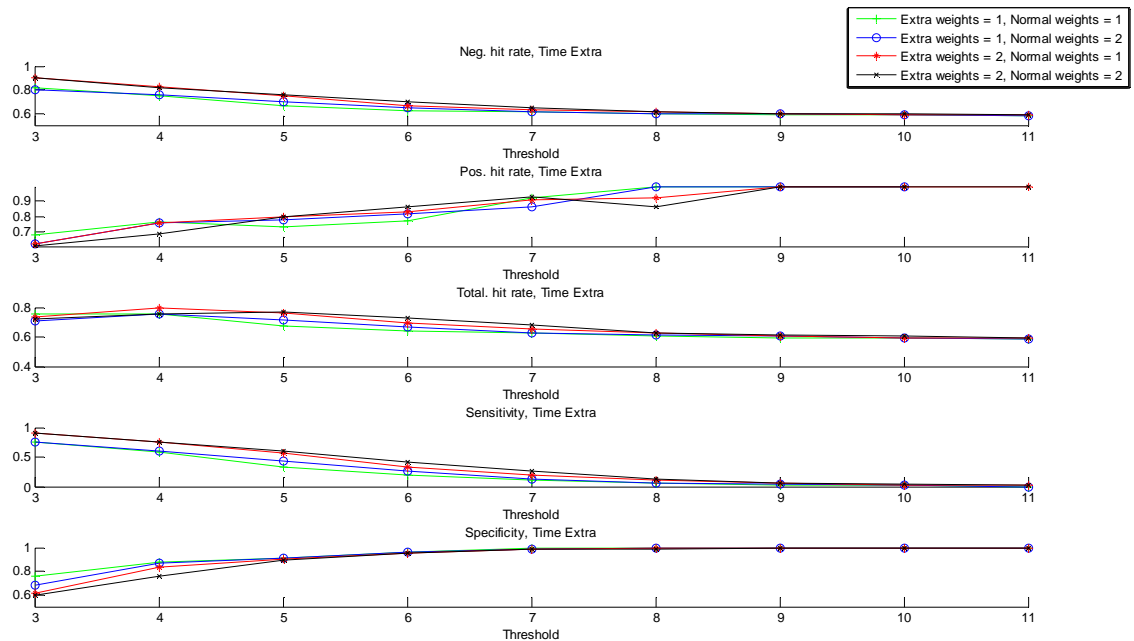 Extra weights = 1, Normal weights = 1
Extra weights = 1, Normal weights = 2
Extra weights = 2, Normal weights = 1
Extra weights = 2, Normal weights = 2
Neg. hit rate, Time Extra
1
0.8
0.6
3 4 5 6 7 8 9 10 11
Threshold
Pos. hit rate, Time Extra
0.9
0.8
0.7
3 4 5 6 7 8 9 10 11
Threshold
Total. hit rate, Time Extra
0.8
0.6
0.4
3 4 5 6 7 8 9 10 11
Threshold
Sensitivity, Time Extra
1
0.5
0
3 4 5 6 7 8 9 10 11
Threshold
Specificity, Time Extra
1
0.8
0.6
3 4 5 6 7 8 9 10 11
Threshold